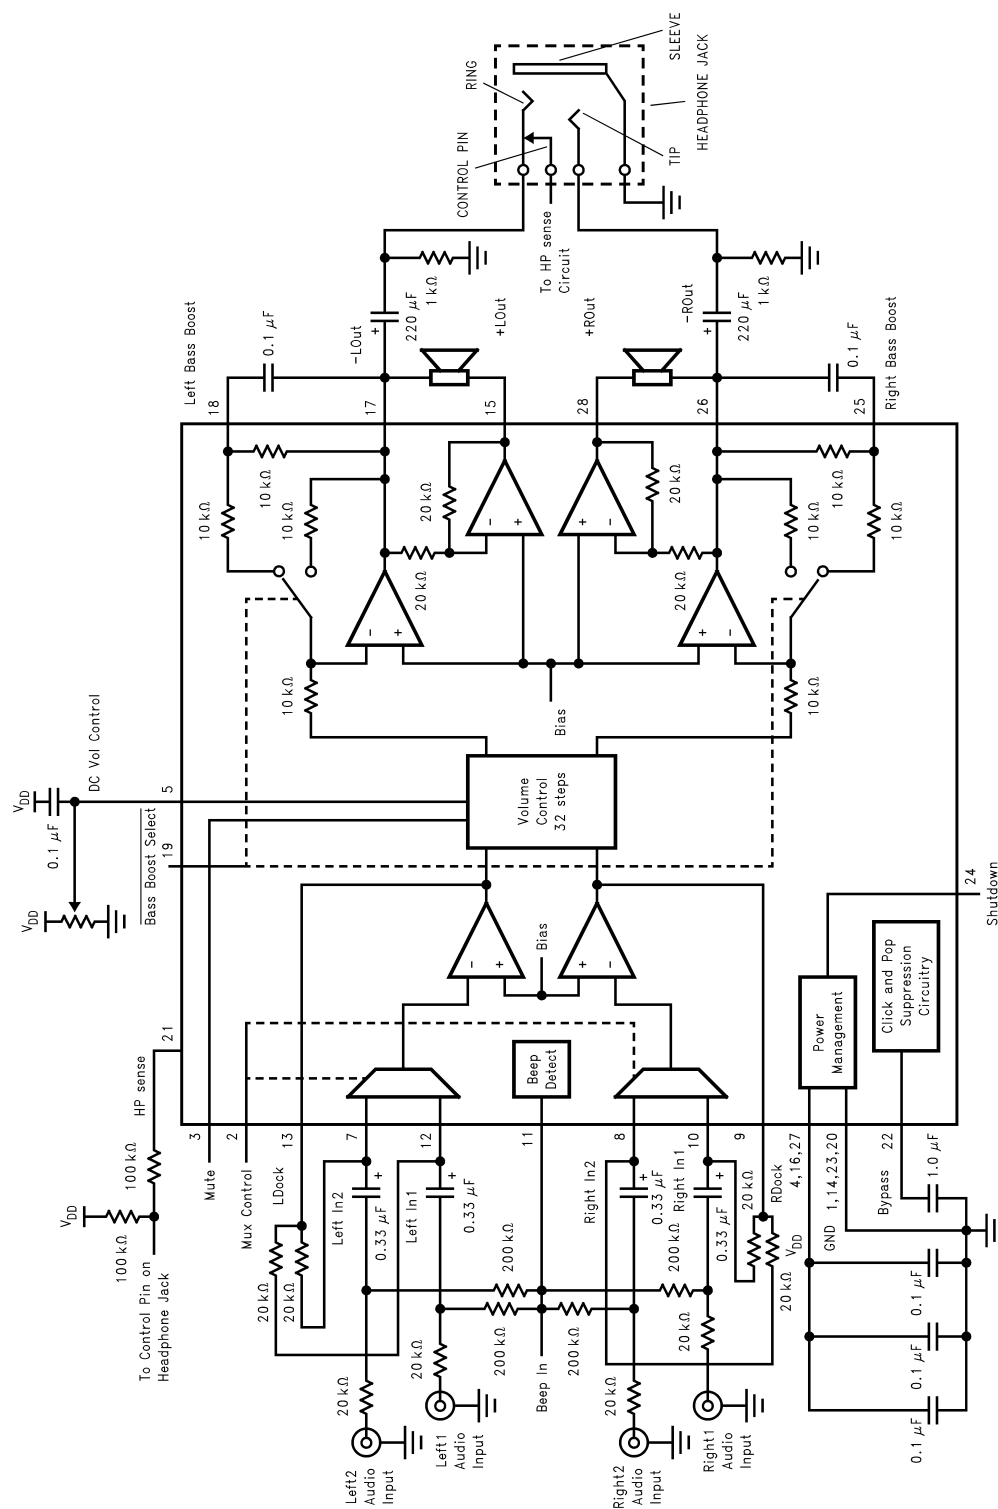 V_DD
0.1 µF
DC Vol Control
V_DD
5
Bass Boost Select
19
V_DD
100 kΩ
100 kΩ
To Control Pin on
Headphone Jack
HP sense
21
Mute
3
Mux Control
2
LDock
13
20 kΩ
20 kΩ
Left In2
7
0.33 µF
+
Left In1
12
0.33 µF
+
20 kΩ
Left2
Audio
Input
20 kΩ
Left1
Audio
Input
200 kΩ
200 kΩ
Beep In
11
Beep
Detect
200 kΩ
200 kΩ
Right In2
8
0.33 µF
+
Right In1
10
0.33 µF
+
20 kΩ
Right2
Audio
Input
20 kΩ
Right1
Audio
Input
20 kΩ
20 kΩ
RDock
9
V_DD
4,16,27
GND
1,14,23,20
Bypass
22
1.0 µF
0.1 µF
0.1 µF
0.1 µF
Power
Management
Click and Pop
Suppression
Circuitry
24
Shutdown
−
+
Bias
+
−
Volume
Control
32 steps
10 kΩ
10 kΩ
Bias
−
+
+
−
10 kΩ
10 kΩ
10 kΩ
20 kΩ
20 kΩ
−
+
+
−
20 kΩ
20 kΩ
10 kΩ
10 kΩ
10 kΩ
Left Bass Boost
18
0.1 µF
17
−LOut
+
220 µF
1 kΩ
15
+LOut
28
+ROut
26
−ROut
+
220 µF
1 kΩ
25
0.1 µF
Right Bass Boost
To HP sense
Circuit
CONTROL PIN
RING
TIP
SLEEVE
HEADPHONE JACK